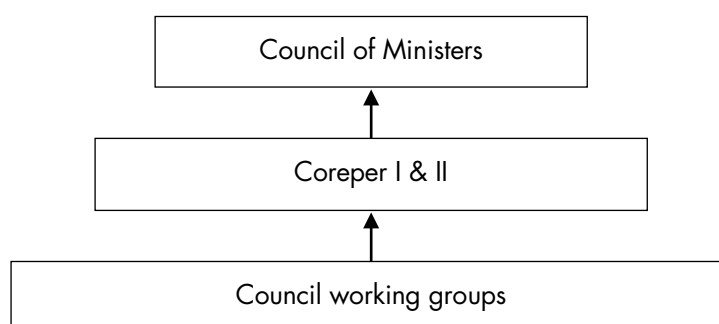 Council of Ministers
Coreper I & II
Council working groups